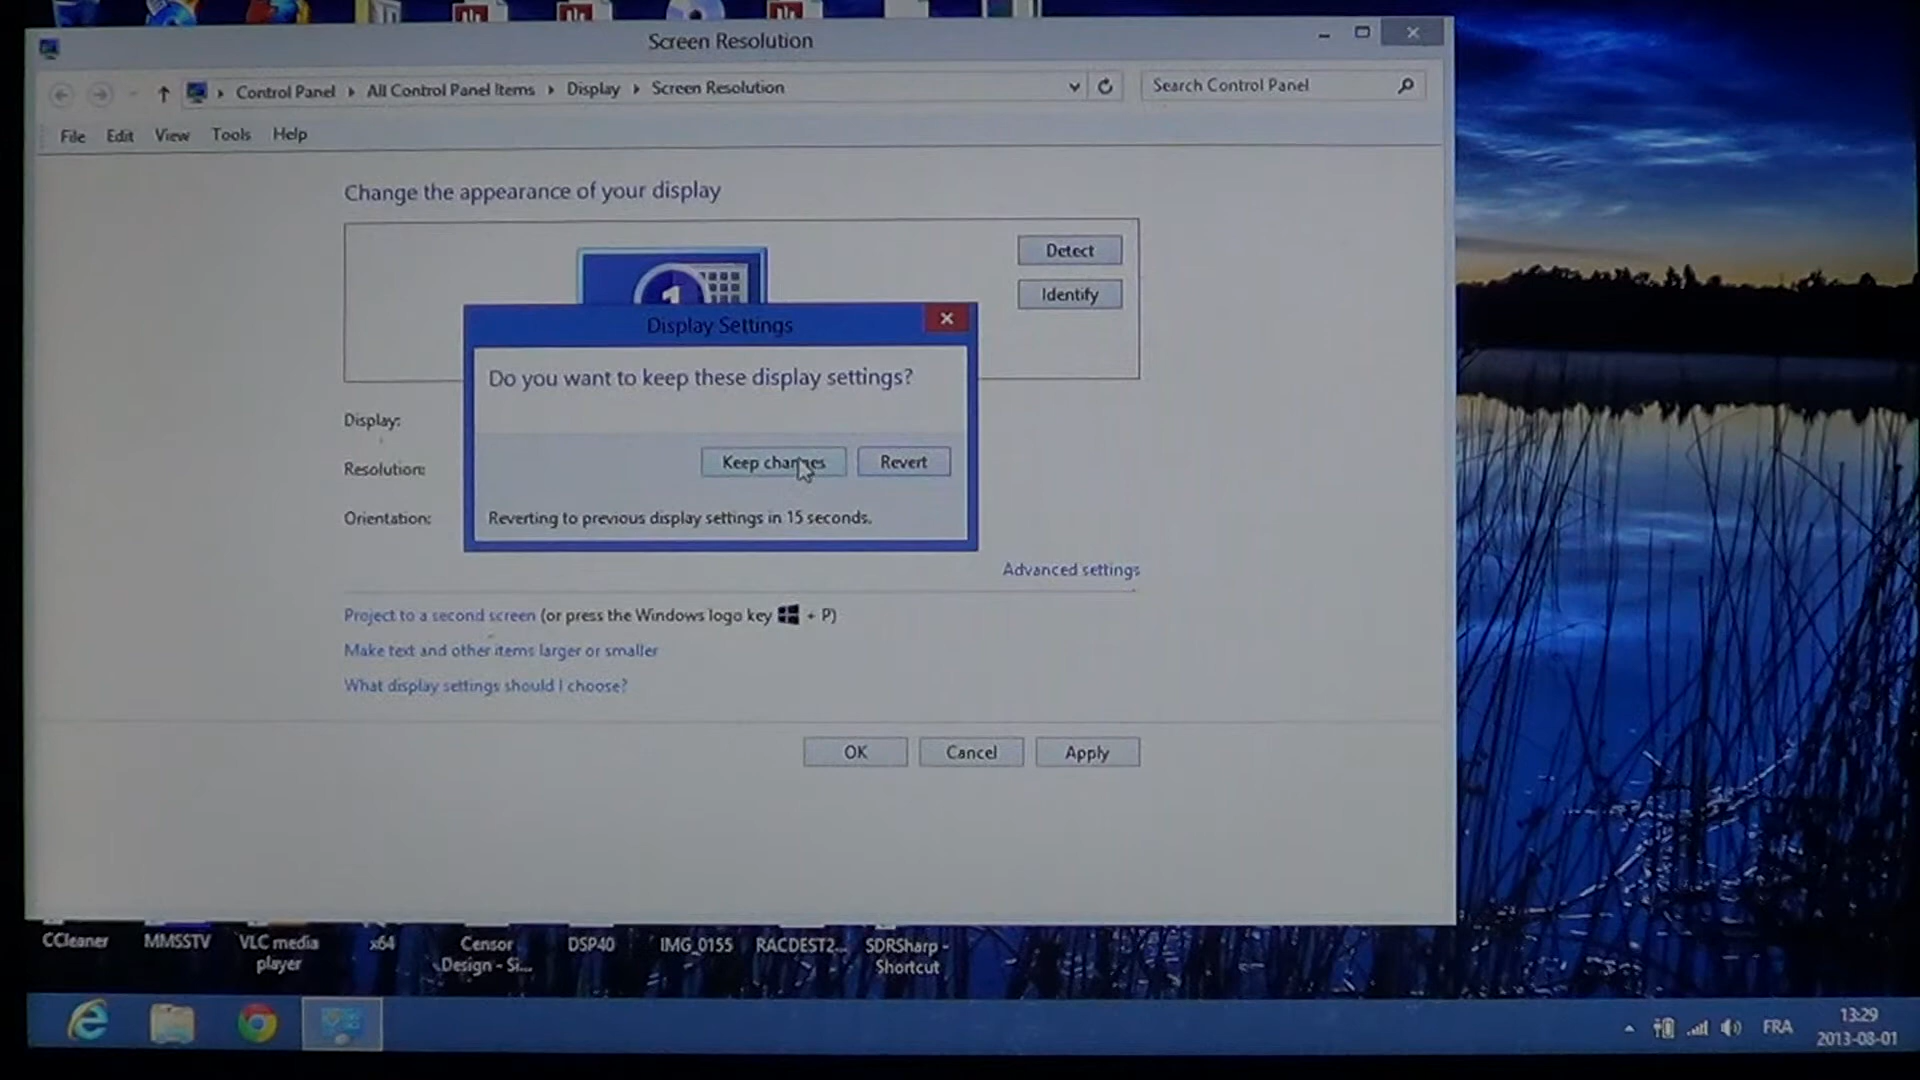 Screen Resolution
Control Panel All Control Panel Items Display Screen Resolution
Search Control Panel
File Edit View Tools Help
Change the appearance of your display
Detect
1
Identify
Display Settings
Do you want to keep these display settings?
Display:
Keep changes Revert
Resolution:
Orientation:
Reverting to previous display settings in 15 seconds.
Advanced settings
Project to a second screen (or press the Windows logo key + P)
Make text and other items larger or smaller
What display settings should I choose?
OK Cancel Apply
CCleaner
MMSSTV
VLC media
player
x64
Censor
Design - Si...
DSP40
IMG_0155
RACDEST2...
SDRSharp -
Shortcut
FRA
13:29
2013-08-01